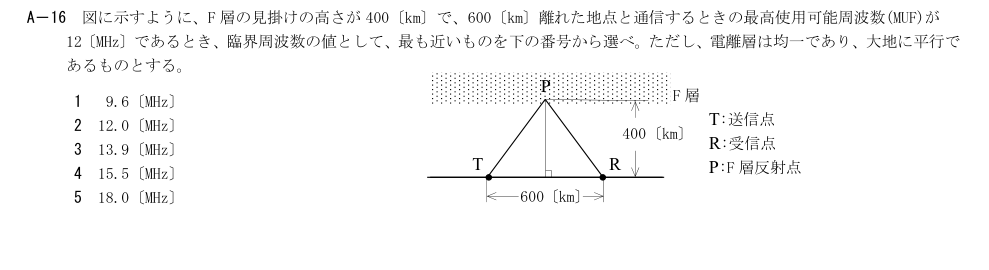 A－16 図に示すように、F 層の見掛けの高さが 400〔km〕で、600〔km〕離れた地点と通信するときの最高使用可能周波数(MUF)が
12〔MHz〕であるとき、臨界周波数の値として、最も近いものを下の番号から選べ。ただし、電離層は均一であり、大地に平行で
あるものとする。
1 9.6〔MHz〕
2 12.0〔MHz〕
3 13.9〔MHz〕
4 15.5〔MHz〕
5 18.0〔MHz〕
P
F 層
400〔km〕
T
R
600〔km〕
T:送信点
R:受信点
P:F 層反射点